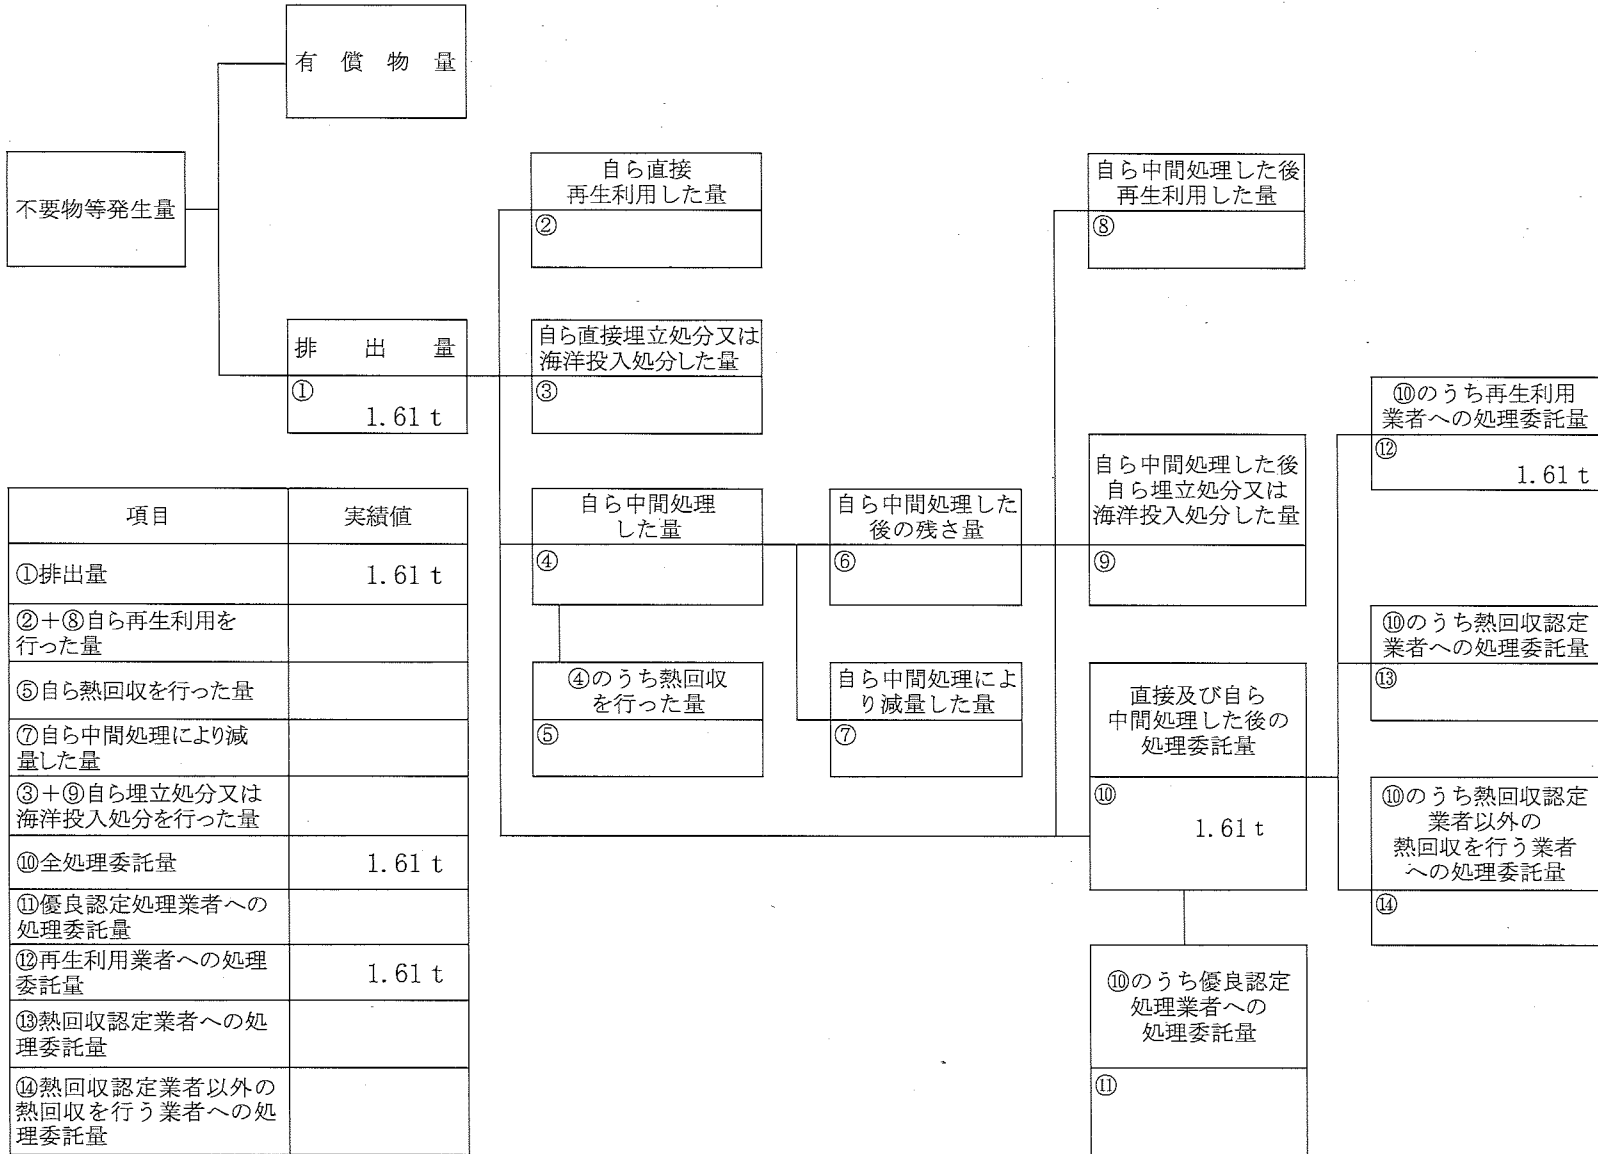 有償物量
不要物等発生量
自ら直接
再生利用した量
②
自ら中間処理した後
再生利用した量
⑧
排出量
①
1.61 t
自ら直接埋立処分又は
海洋投入処分した量
③
⑩のうち再生利用
業者への処理委託量
⑫
1.61 t
自ら中間処理
した量
④
自ら中間処理した
後の残さ量
⑥
自ら中間処理した後
自ら埋立処分又は
海洋投入処分した量
⑨
④のうち熱回収
を行った量
⑤
自ら中間処理によ
り減量した量
⑦
直接及び自ら
中間処理した後の
処理委託量
⑩
1.61 t
⑩のうち熱回収認定
業者への処理委託量
⑬
⑩のうち熱回収認定
業者以外の
熱回収を行う業者
への処理委託量
⑭
⑩のうち優良認定
処理業者への
処理委託量
⑪
項目
実績値
①排出量
1.61 t
②+⑧自ら再生利用を
行った量
⑤自ら熱回収を行った量
⑦自ら中間処理により減
量した量
③+⑨自ら埋立処分又は
海洋投入処分を行った量
⑩全処理委託量
1.61 t
⑪優良認定処理業者への
処理委託量
⑫再生利用業者への処理
委託量
1.61 t
⑬熱回収認定業者への処
理委託量
⑭熱回収認定業者以外の
熱回収を行う業者への処
理委託量